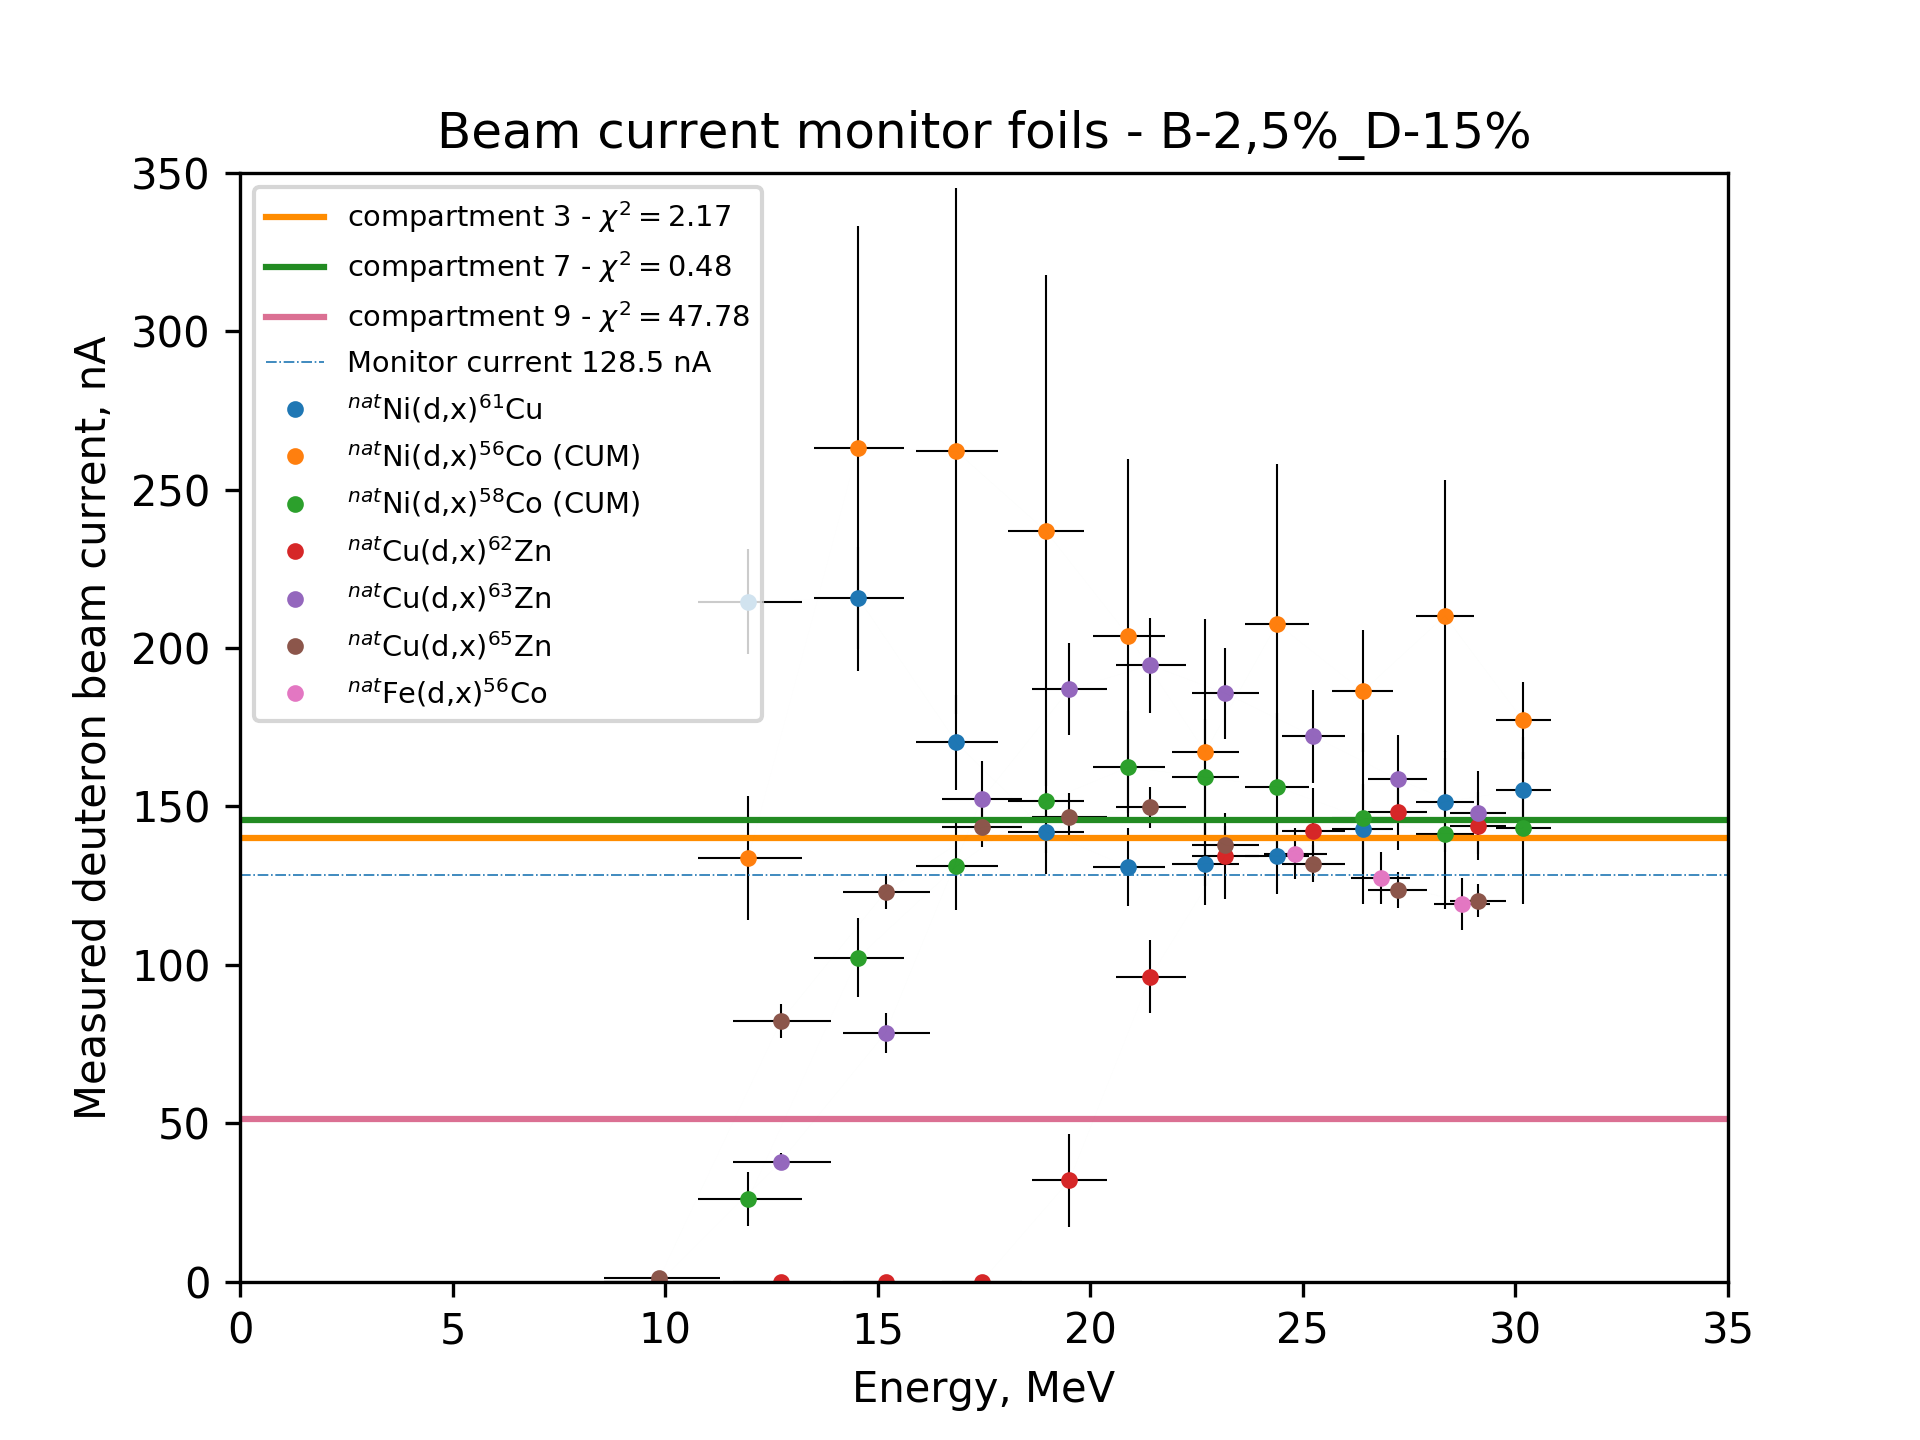 Beam current monitor foils - B-2,5%_D-15%
350
300
250
200
150
100
50
0
Measured deuteron beam current, nA
compartment 3 - χ² = 2.17
compartment 7 - χ² = 0.48
compartment 9 - χ² = 47.78
Monitor current 128.5 nA
ⁿᵃᵗNi(d,x)⁶¹Cu
ⁿᵃᵗNi(d,x)⁵⁶Co (CUM)
ⁿᵃᵗNi(d,x)⁵⁸Co (CUM)
ⁿᵃᵗCu(d,x)⁶²Zn
ⁿᵃᵗCu(d,x)⁶³Zn
ⁿᵃᵗCu(d,x)⁶⁵Zn
ⁿᵃᵗFe(d,x)⁵⁶Co
0 5 10 15 20 25 30 35
Energy, MeV